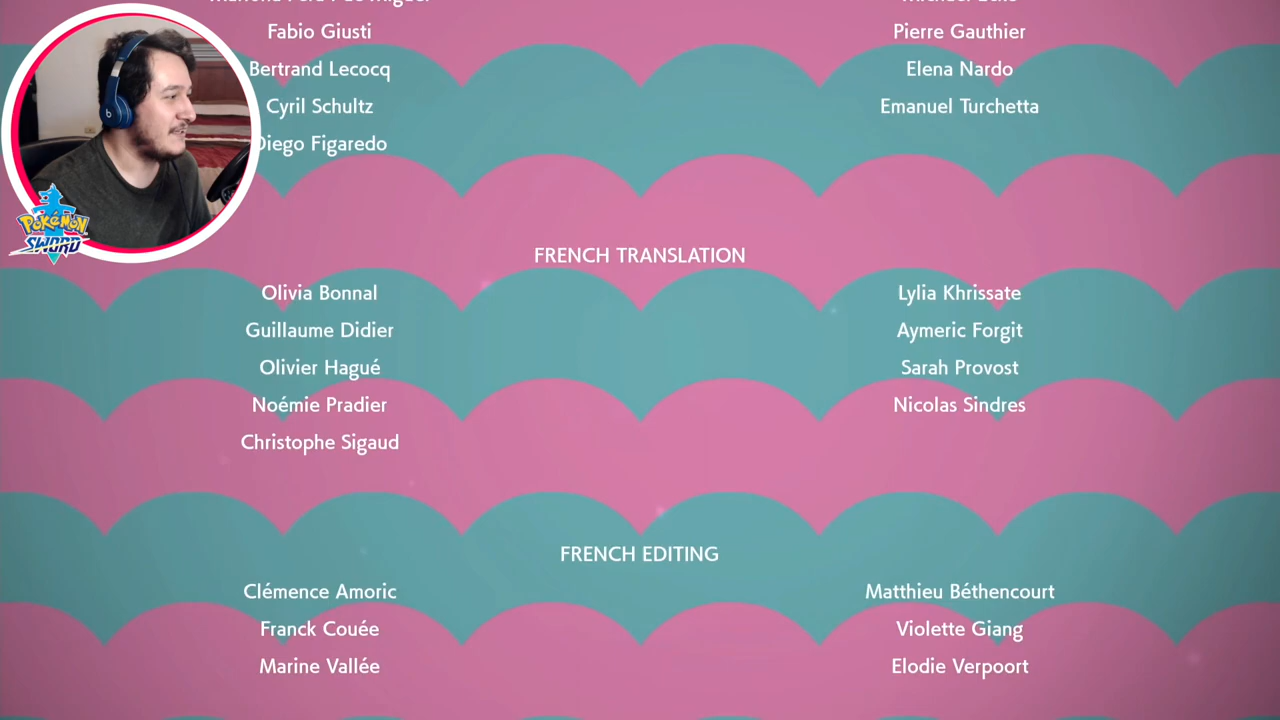 Fabio Giusti
Pierre Gauthier
Bertrand Lecocq
Elena Nardo
Cyril Schultz
Emanuel Turchetta
Diego Figaredo
POKéMON
SWORD
FRENCH TRANSLATION
Olivia Bonnal
Lylia Khrissate
Guillaume Didier
Aymeric Forgit
Olivier Hagué
Sarah Provost
Noémie Pradier
Nicolas Sindres
Christophe Sigaud
FRENCH EDITING
Clémence Amoric
Matthieu Béthencourt
Franck Couée
Violette Giang
Marine Vallée
Elodie Verpoort